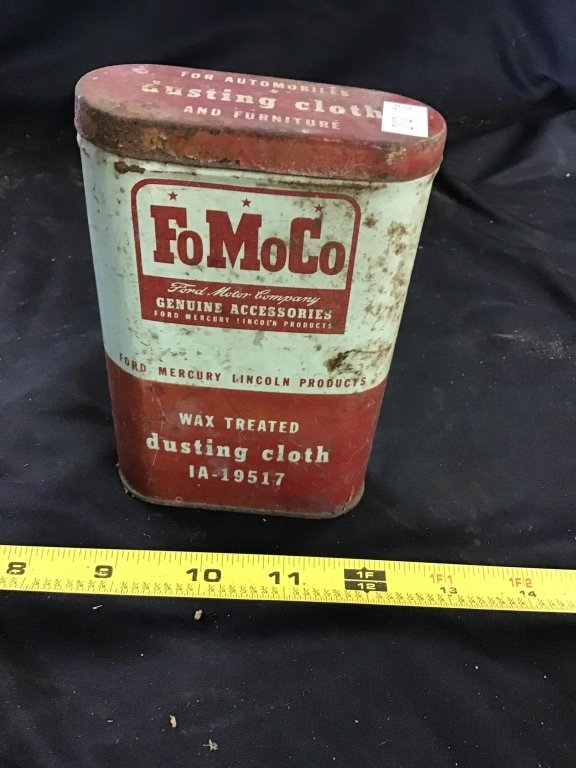 FOR AUTOMOBILES
dusting cloth
AND FURNITURE
FoMoCo
Ford Motor Company
GENUINE ACCESSORIES
FORD MERCURY LINCOLN PRODUCTS
FORD MERCURY LINCOLN PRODUCTS
WAX TREATED
dusting cloth
IA-19517
8 9 10 11 1F 1F1 1F2
12 13 14